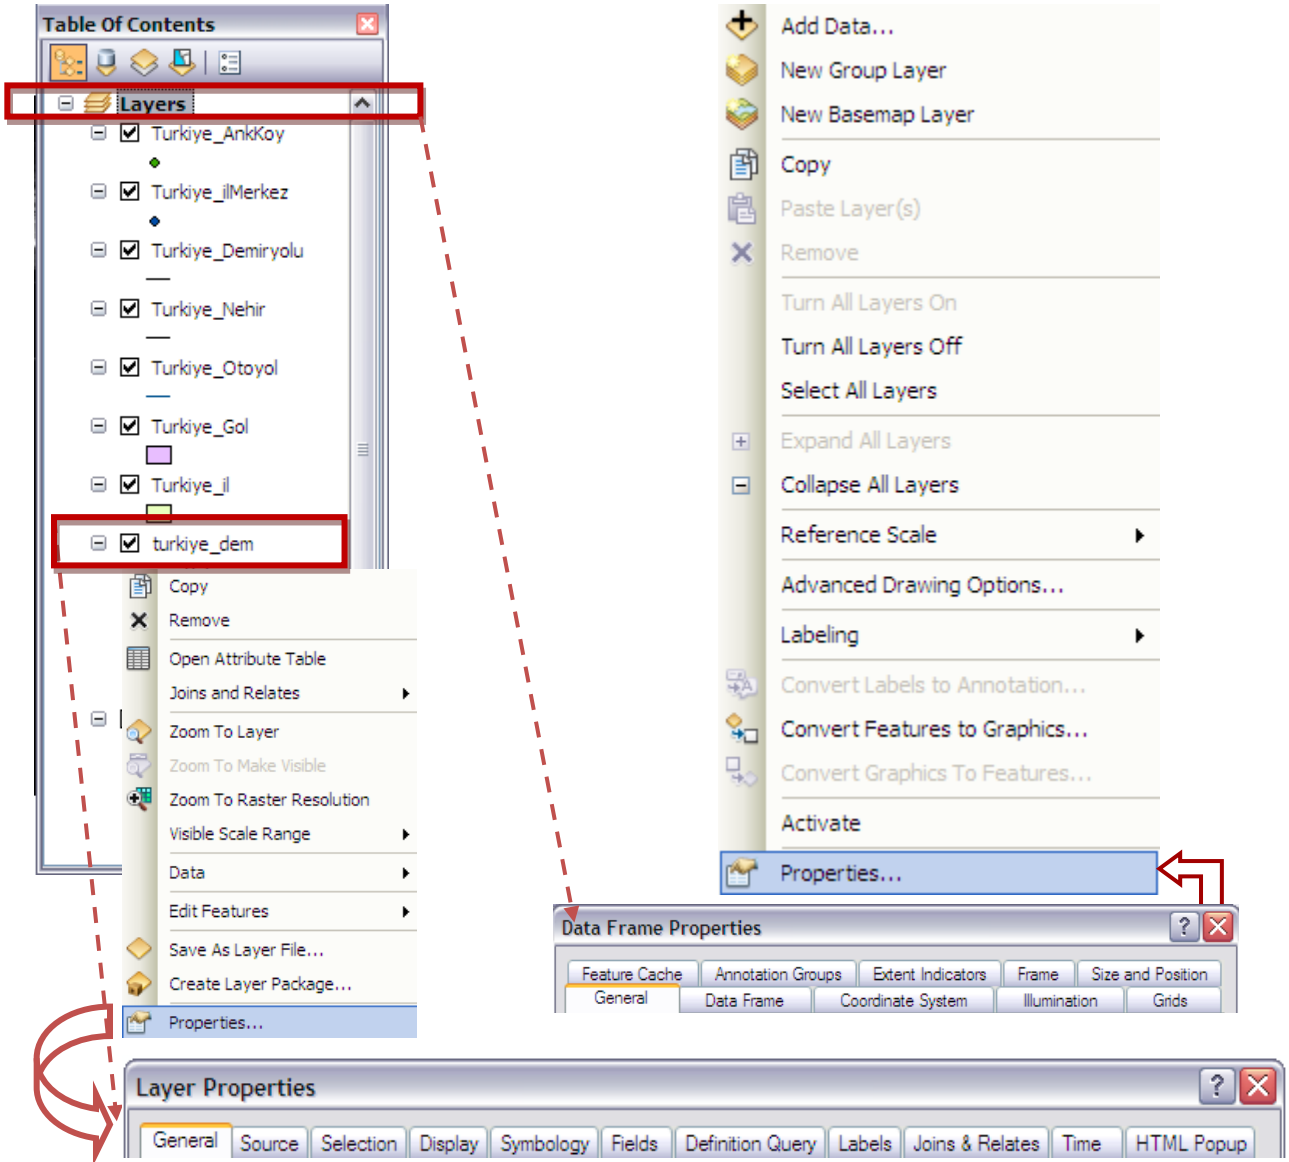 Table Of Contents
Layers
Turkiye_AnkKoy
Turkiye_ilMerkez
Turkiye_Demiryolu
Turkiye_Nehir
Turkiye_Otoyol
Turkiye_Gol
Turkiye_il
turkiye_dem
Copy
Remove
Open Attribute Table
Joins and Relates
Zoom To Layer
Zoom To Make Visible
Zoom To Raster Resolution
Visible Scale Range
Data
Edit Features
Save As Layer File...
Create Layer Package...
Properties...
Add Data...
New Group Layer
New Basemap Layer
Copy
Paste Layer(s)
Remove
Turn All Layers On
Turn All Layers Off
Select All Layers
Expand All Layers
Collapse All Layers
Reference Scale
Advanced Drawing Options...
Labeling
Convert Labels to Annotation...
Convert Features to Graphics...
Convert Graphics To Features...
Activate
Properties...
Data Frame Properties
Feature Cache Annotation Groups Extent Indicators Frame Size and Position
General Data Frame Coordinate System Illumination Grids
Layer Properties
General Source Selection Display Symbology Fields Definition Query Labels Joins & Relates Time HTML Popup